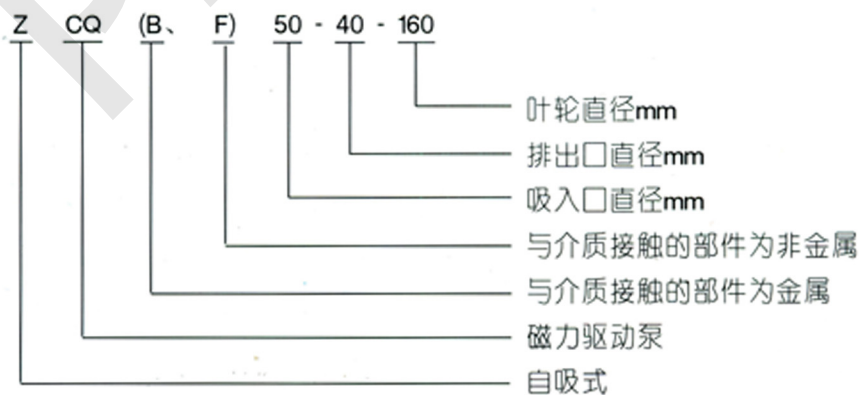 Z CQ (B、 F) 50 - 40 - 160
叶轮直径mm
排出口直径mm
吸入口直径mm
与介质接触的部件为非金属
与介质接触的部件为金属
磁力驱动泵
自吸式